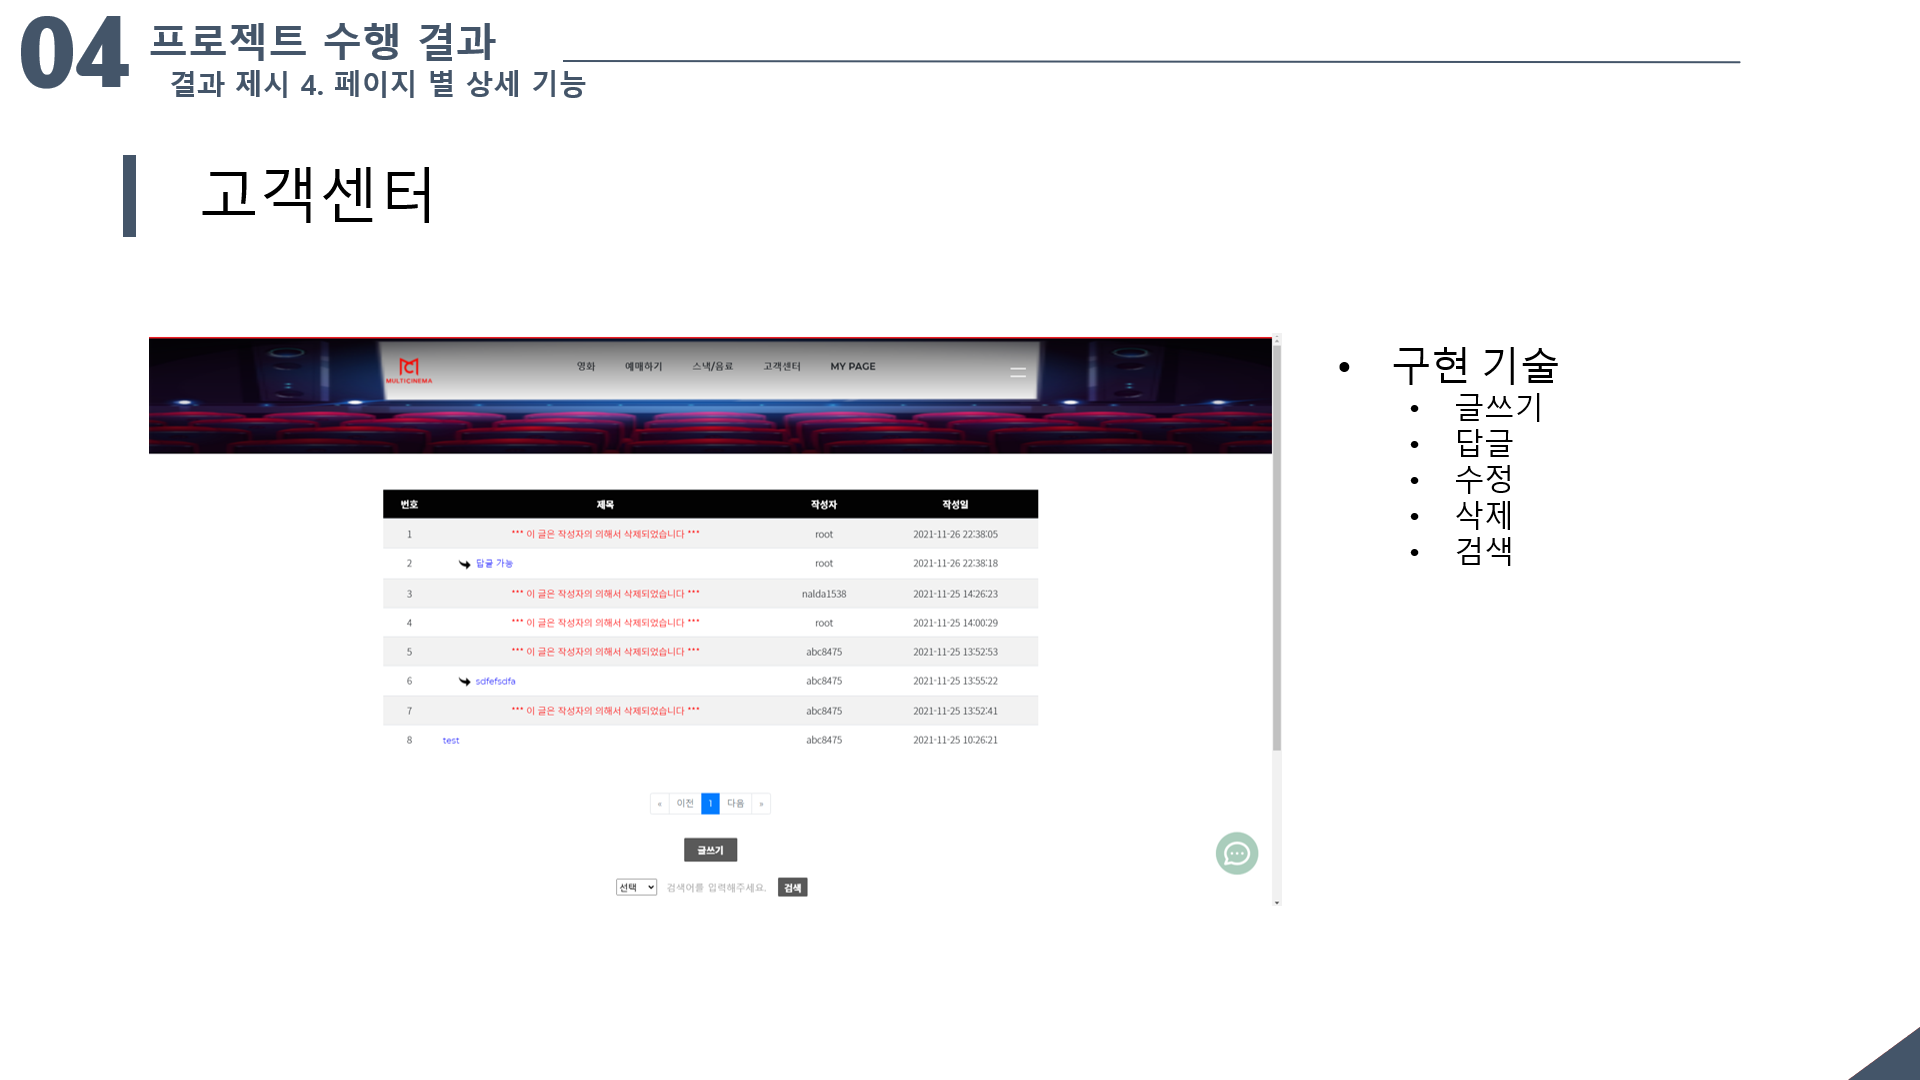 04
프로젝트 수행 결과
결과 제시 4. 페이지 별 상세 기능
고객센터
MULTICINEMA
영화 예매하기 스낵/음료 고객센터 MY PAGE
번호 제목 작성자 작성일
1 *** 이 글은 작성자의 의해서 삭제되었습니다 *** root 2021-11-26 22:38:05
2 답글 가능 root 2021-11-26 22:38:18
3 *** 이 글은 작성자의 의해서 삭제되었습니다 *** nalda1538 2021-11-25 14:26:23
4 *** 이 글은 작성자의 의해서 삭제되었습니다 *** root 2021-11-25 14:00:29
5 *** 이 글은 작성자의 의해서 삭제되었습니다 *** abc8475 2021-11-25 13:52:53
6 sdfefsdfa abc8475 2021-11-25 13:55:22
7 *** 이 글은 작성자의 의해서 삭제되었습니다 *** abc8475 2021-11-25 13:52:41
8 test abc8475 2021-11-25 10:26:21
« 이전 1 다음 »
글쓰기
선택 검색어를 입력해주세요. 검색
• 구현 기술
• 글쓰기
• 답글
• 수정
• 삭제
• 검색